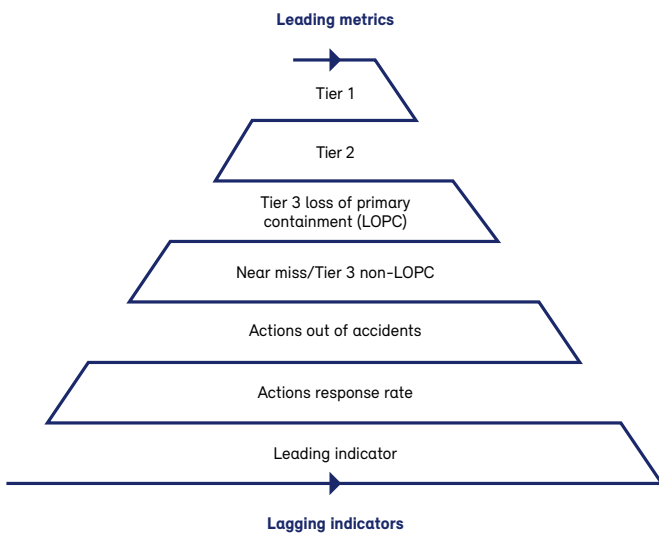 Leading metrics
Tier 1
Tier 2
Tier 3 loss of primary
containment (LOPC)
Near miss/Tier 3 non-LOPC
Actions out of accidents
Actions response rate
Leading indicator
Lagging indicators